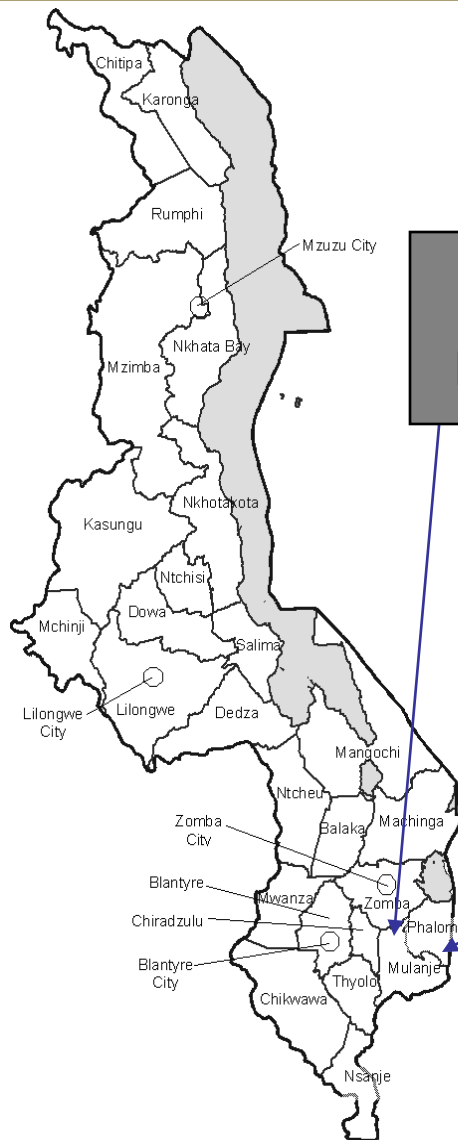 Chitipa
Karonga
Rumphi
Mzuzu City
Nkhata Bay
Mzimba
Nkhotakota
Kasungu
Ntchisi
Dowa
Mchinji
Salima
Lilongwe
City
Lilongwe
Dedza
Mangochi
Ntcheu
Machinga
Balaka
Zomba
City
Blantyre
Mwanza
Zomba
Chiradzulu
Phalom
Blantyre
City
Mulanje
Thyolo
Chikwawa
Nsanje